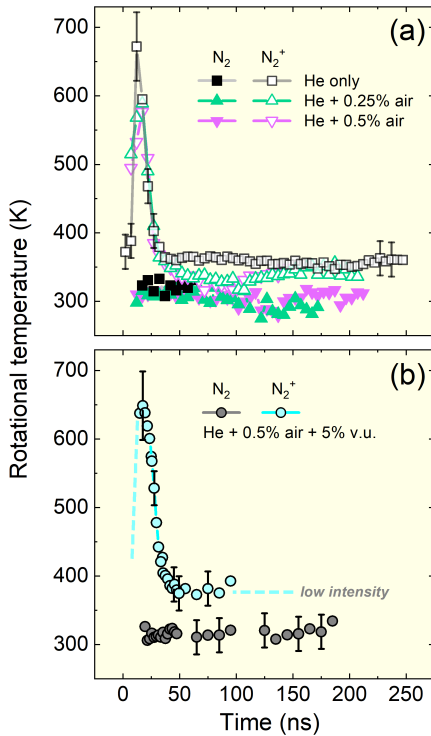 (a)
N₂ N₂⁺
He only
He + 0.25% air
He + 0.5% air
700
600
500
400
300
Rotational temperature (K)
(b)
N₂ N₂⁺
He + 0.5% air + 5% v.u.
700
600
500
400
300
low intensity
0 50 100 150 200 250
Time (ns)